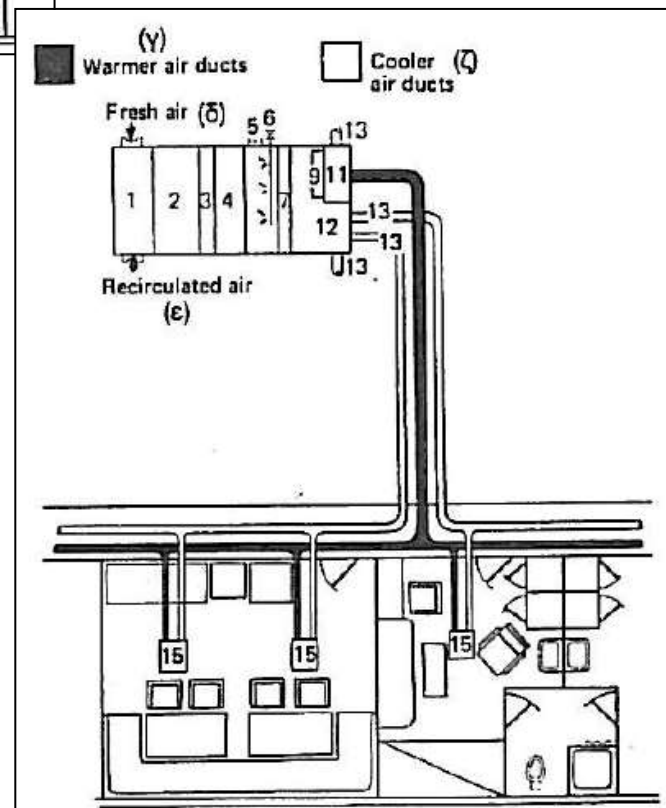 (γ)
Warmer air ducts
Cooler (ζ)
air ducts
Fresh air (δ)
5 6
13
1 2 3 4 7 9 11
12
13
13
13
Recirculated air
(ε)
15 15 15